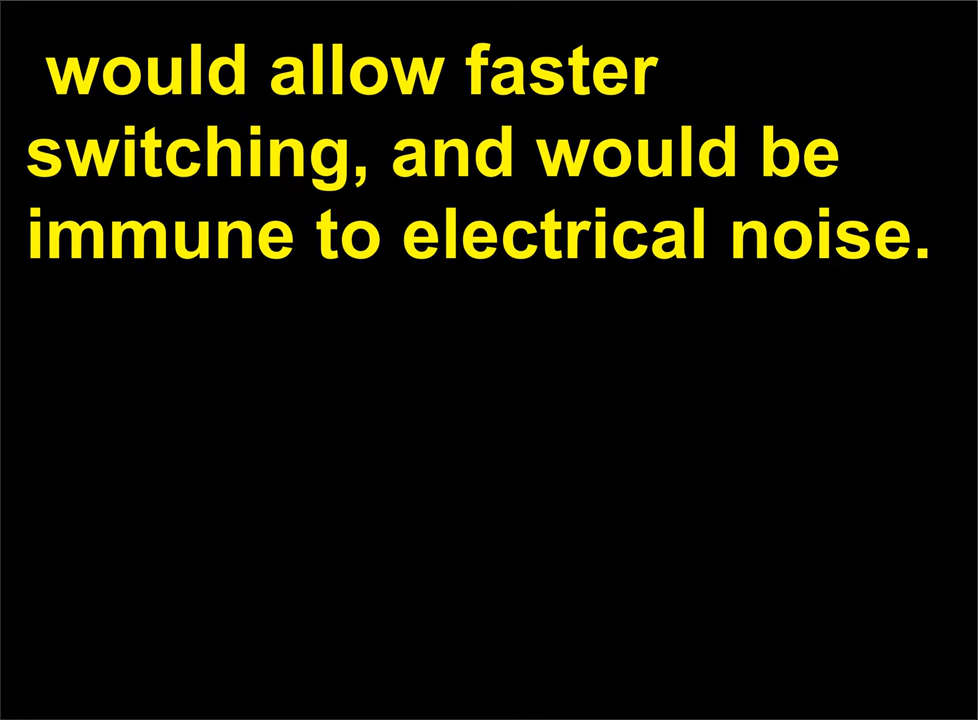 would allow faster
switching, and would be
immune to electrical noise.